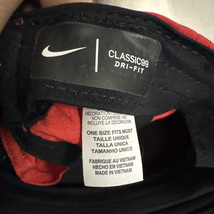 CLASSIC99
DRI-FIT
ONE SIZE FITS MOST
TAILLE UNIQUE
TAGLIA UNICA
TAMANHO ÚNICO
FABRIQUÉ AU VIETNAM
HECHO EN VIETNAM
MADE IN VIETNAM